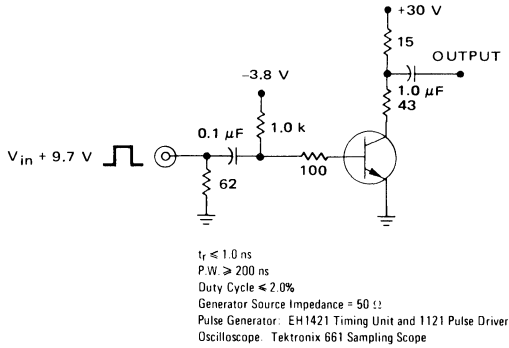 +30 V
15
OUTPUT
1.0 µF
43
−3.8 V
1.0 k
0.1 µF
Vin + 9.7 V
62
100
tr ≤ 1.0 ns
P.W. ≥ 200 ns
Duty Cycle ≤ 2.0%
Generator Source Impedance = 50 Ω
Pulse Generator: EH1421 Timing Unit and 1121 Pulse Driver
Oscilloscope. Tektronix 661 Sampling Scope